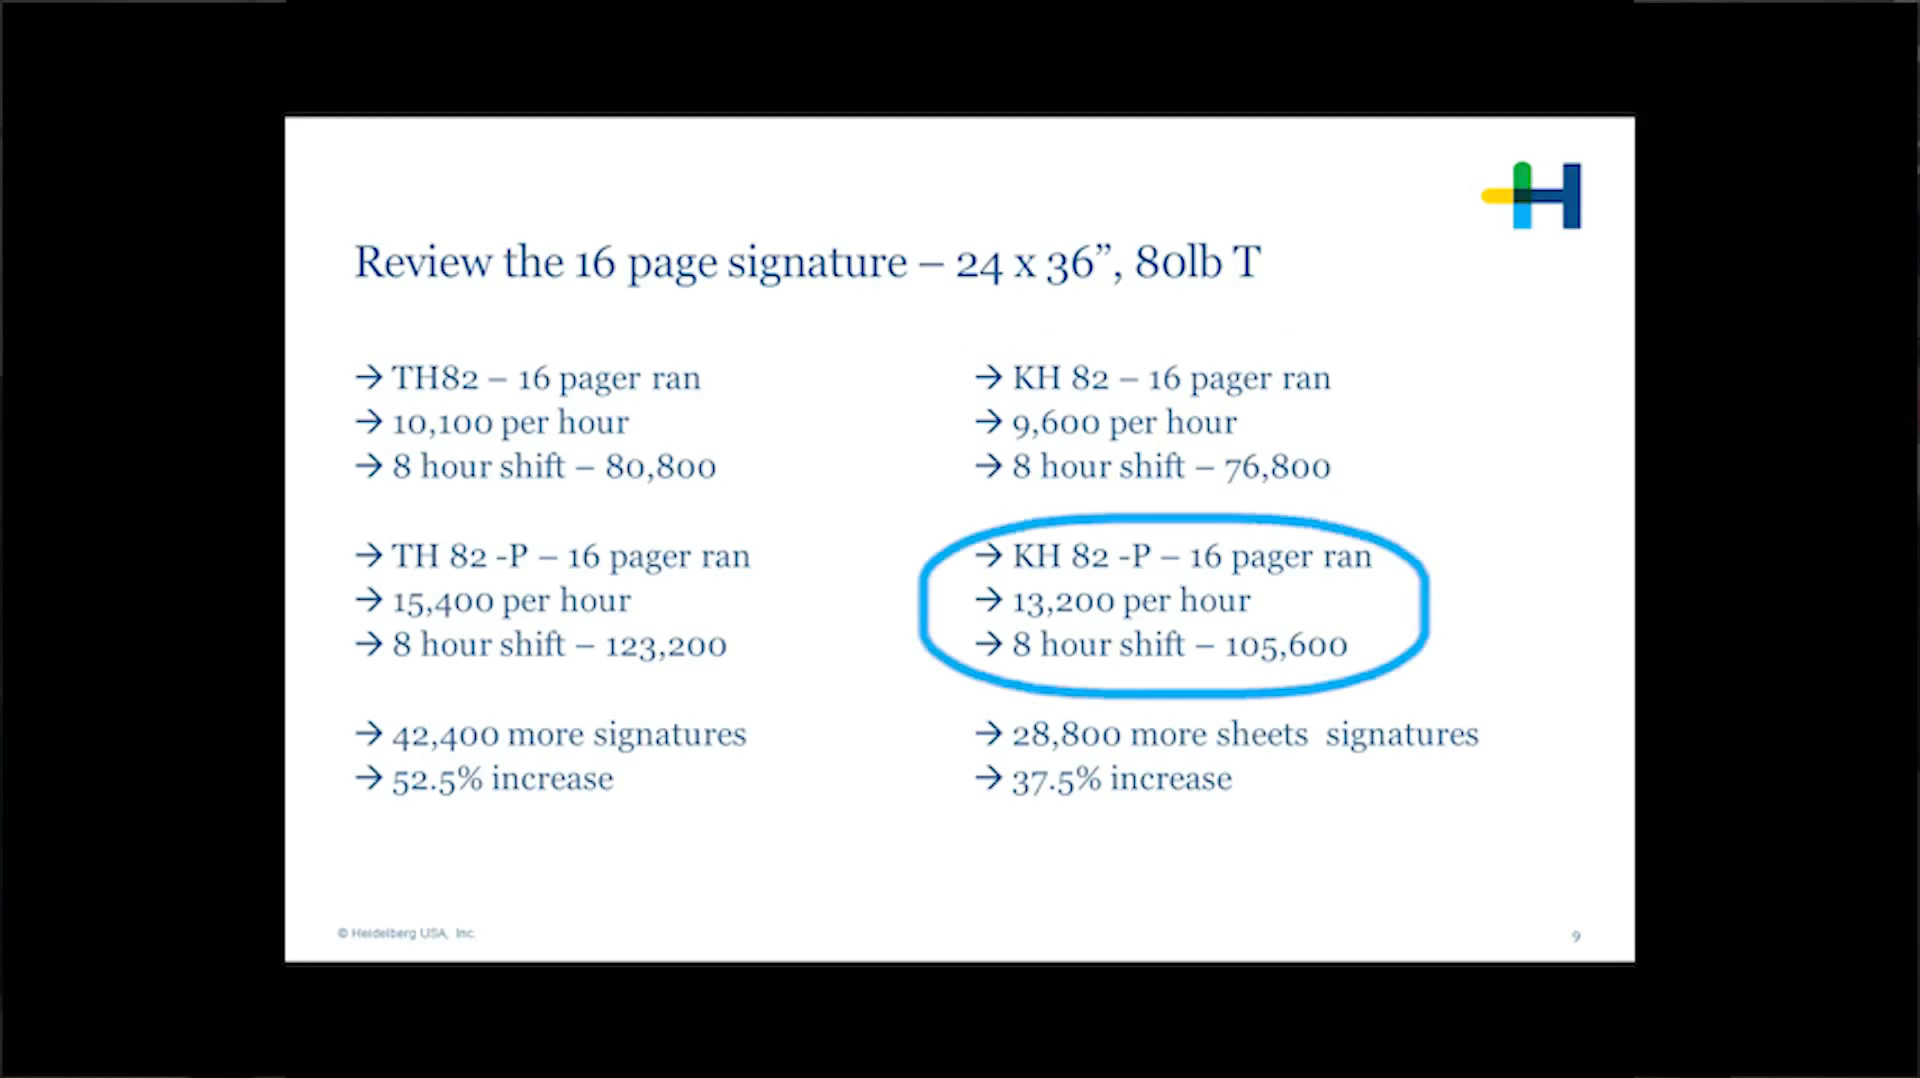 Review the 16 page signature – 24 x 36”, 80lb T
→ TH82 – 16 pager ran
→ 10,100 per hour
→ 8 hour shift – 80,800
→ TH 82 -P – 16 pager ran
→ 15,400 per hour
→ 8 hour shift – 123,200
→ 42,400 more signatures
→ 52.5% increase
→ KH 82 – 16 pager ran
→ 9,600 per hour
→ 8 hour shift – 76,800
→ KH 82 -P – 16 pager ran
→ 13,200 per hour
→ 8 hour shift – 105,600
→ 28,800 more sheets  signatures
→ 37.5% increase
© Heidelberg USA, Inc.
9